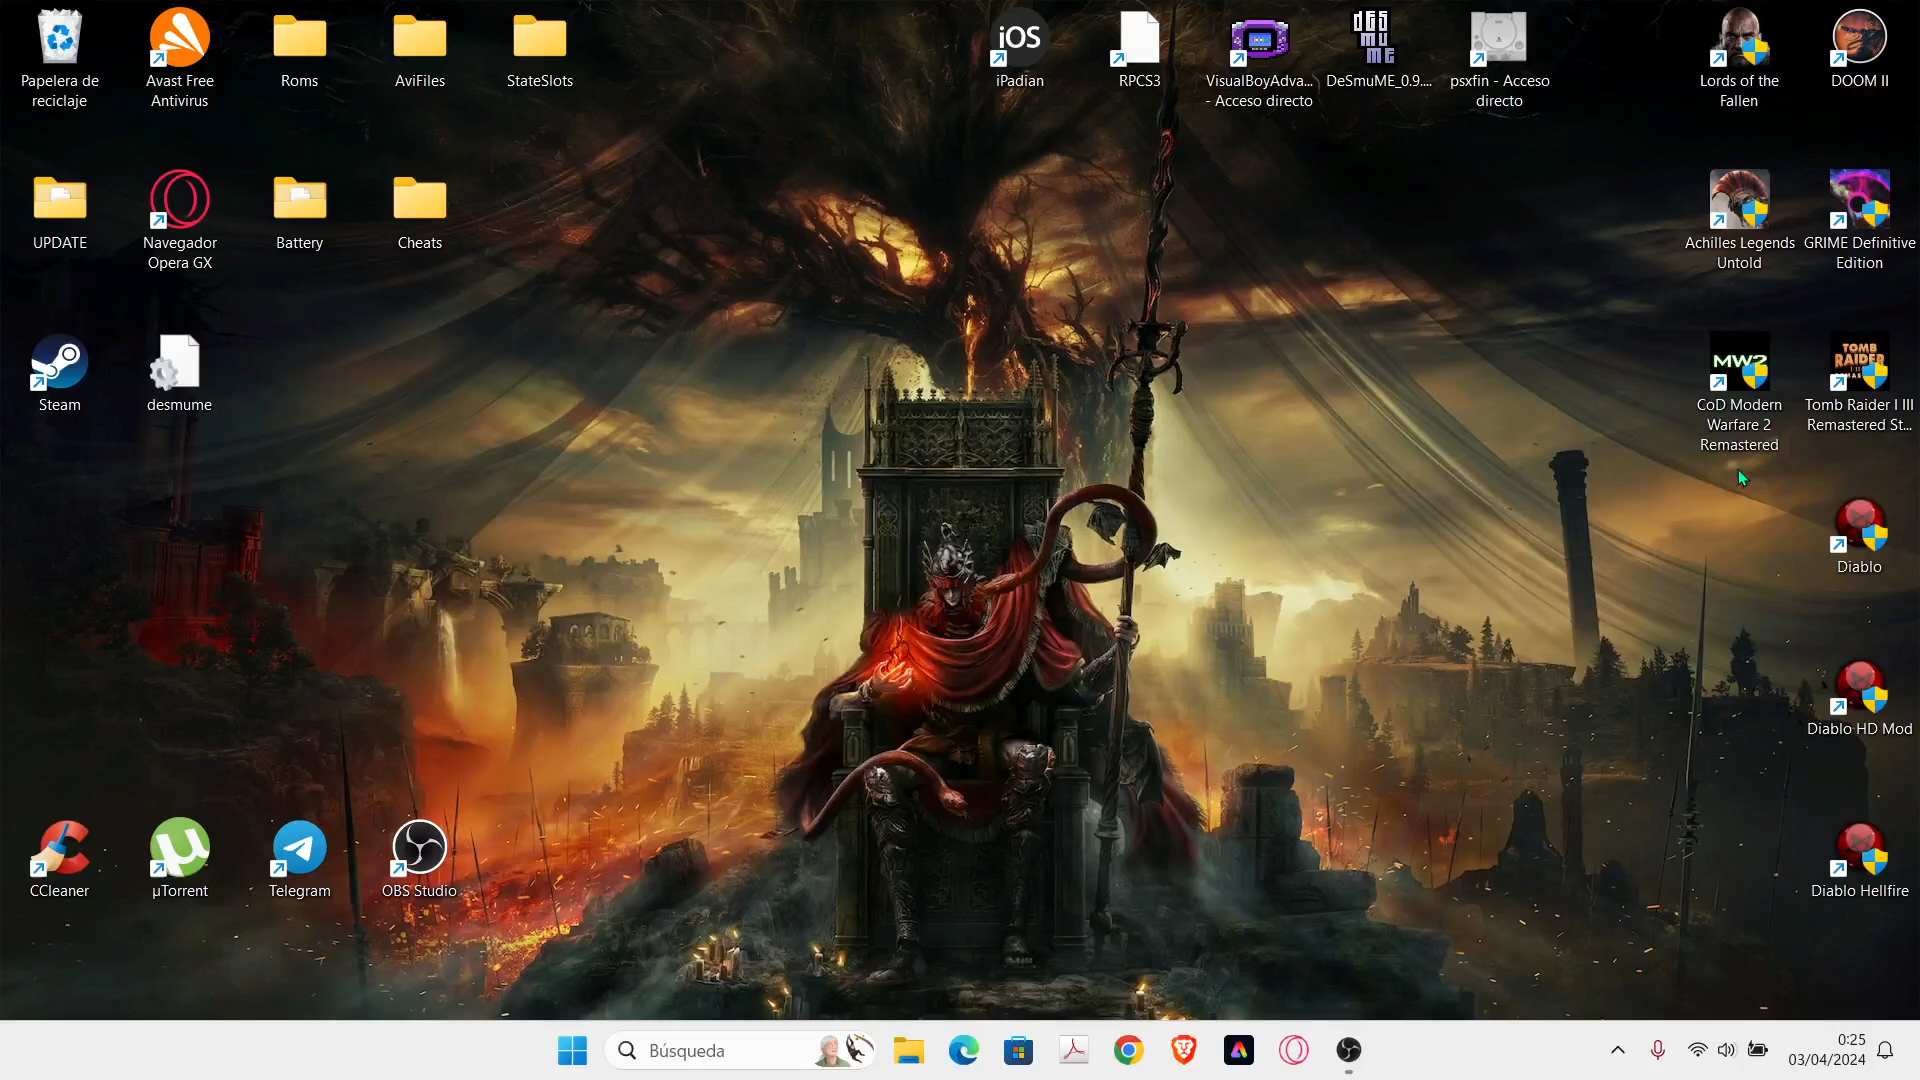 Papelera de
reciclaje
Avast Free
Antivirus
Roms
AviFiles
StateSlots
iOS
iPadian
RPCS3
VisualBoyAdva...
- Acceso directo
DeSmuME_0.9....
psxfin - Acceso
directo
Lords of the
Fallen
DOOM II
UPDATE
Navegador
Opera GX
Battery
Cheats
Achilles Legends
Untold
GRIME Definitive
Edition
Steam
desmume
MW2
CoD Modern
Warfare 2
Remastered
TOMB
RAIDER
Tomb Raider I III
Remastered St...
Diablo
Diablo HD Mod
CCleaner
µTorrent
Telegram
OBS Studio
Diablo Hellfire
Búsqueda
0:25
03/04/2024